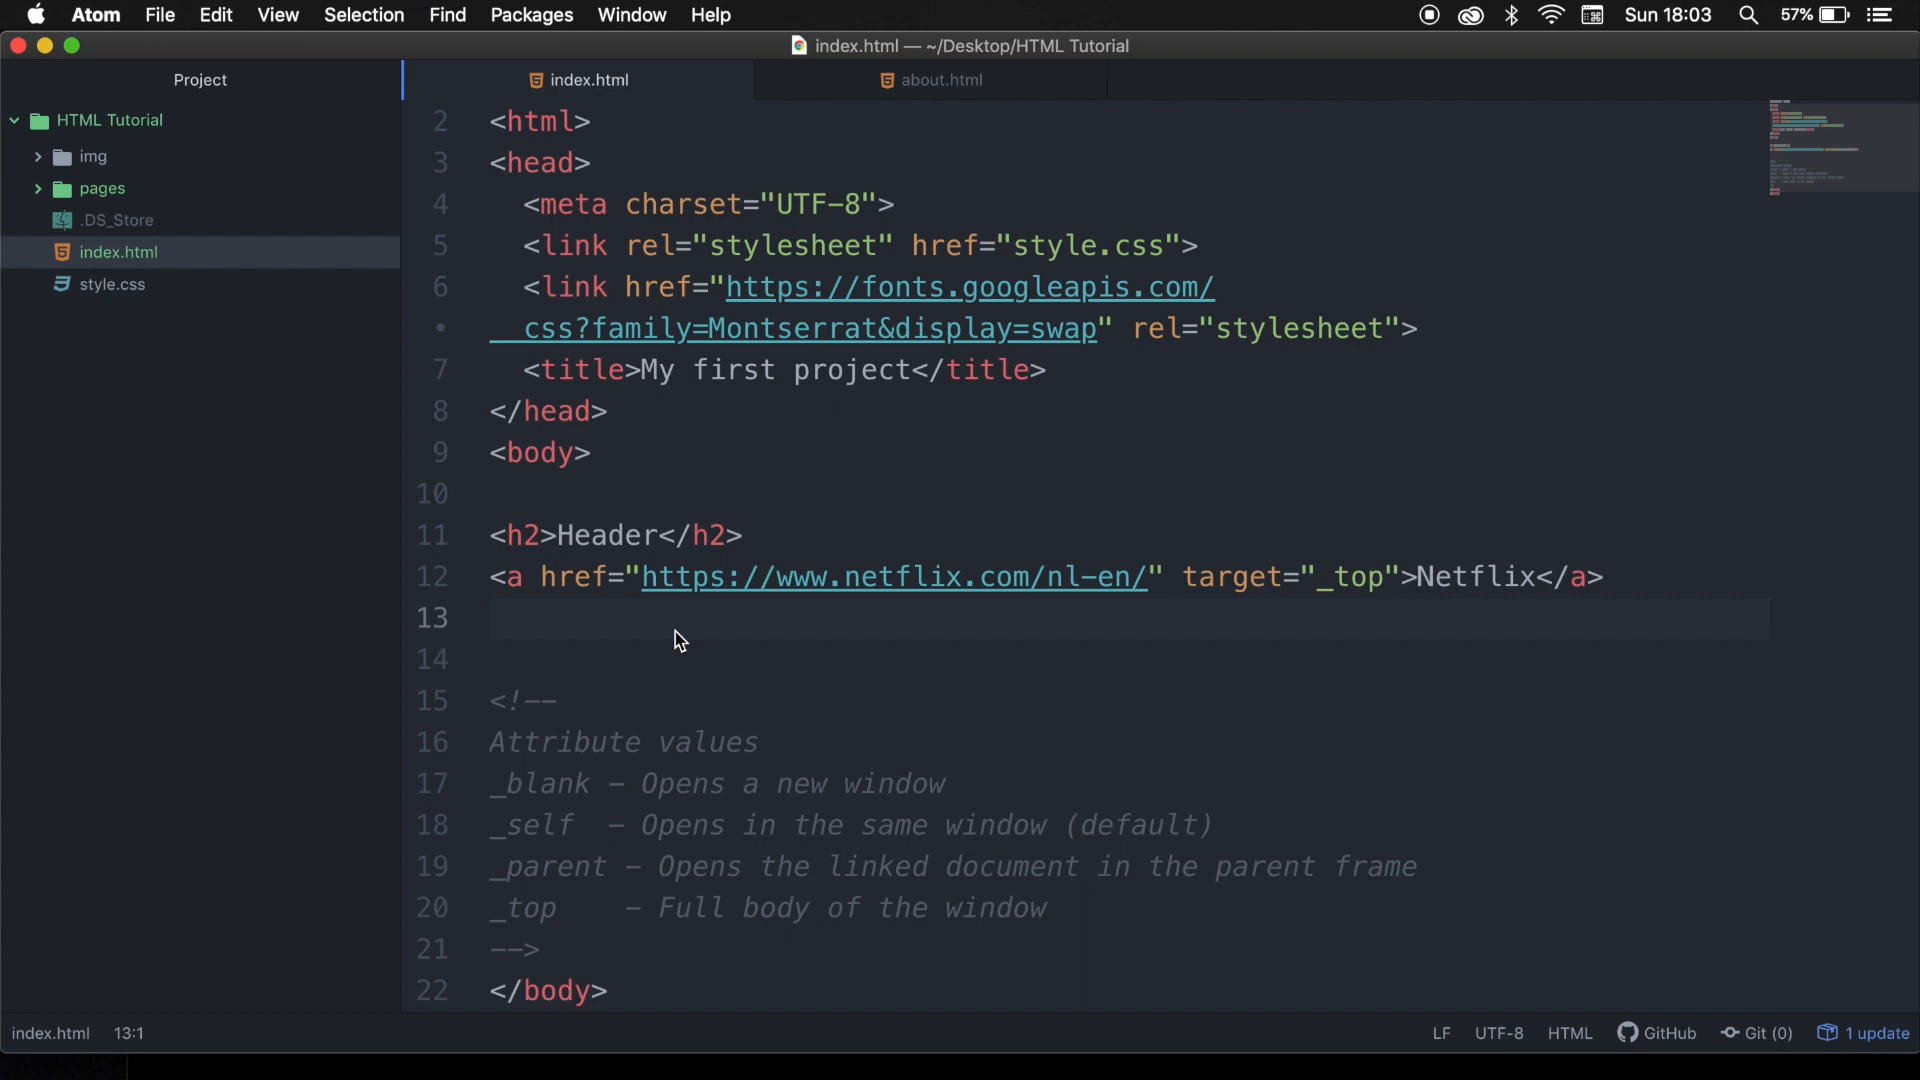 Atom File Edit View Selection Find Packages Window Help Sun 18:03 57%
index.html — ~/Desktop/HTML Tutorial
Project
index.html
about.html
HTML Tutorial
img
pages
.DS_Store
index.html
style.css
2 <html>
3 <head>
4 <meta charset="UTF-8">
5 <link rel="stylesheet" href="style.css">
6 <link href="https://fonts.googleapis.com/
• css?family=Montserrat&display=swap" rel="stylesheet">
7 <title>My first project</title>
8 </head>
9 <body>
10
11 <h2>Header</h2>
12 <a href="https://www.netflix.com/nl-en/" target="_top">Netflix</a>
13
14
15 <!--
16 Attribute values
17 _blank - Opens a new window
18 _self - Opens in the same window (default)
19 _parent - Opens the linked document in the parent frame
20 _top - Full body of the window
21 -->
22 </body>
index.html 13:1 LF UTF-8 HTML GitHub Git (0) 1 update